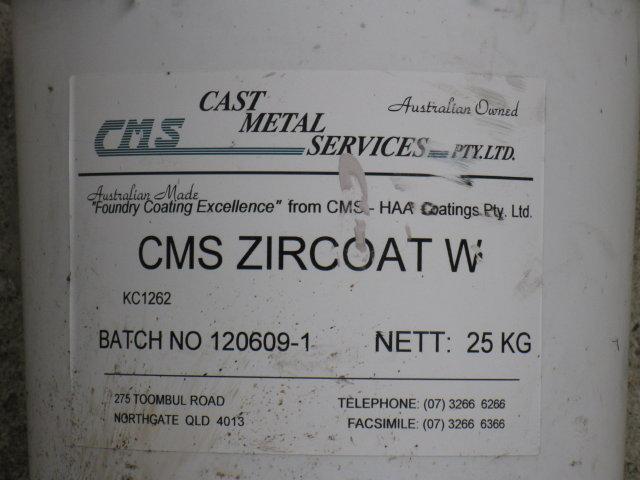 CMS
CAST
METAL
SERVICES PTY.LTD.
Australian Owned
Australian Made
"Foundry Coating Excellence" from CMS - HAA Coatings Pty. Ltd.
CMS ZIRCOAT W
KC1262
BATCH NO 120609-1 NETT: 25 KG
275 TOOMBUL ROAD TELEPHONE: (07) 3266 6266
NORTHGATE QLD 4013 FACSIMILE: (07) 3266 6366